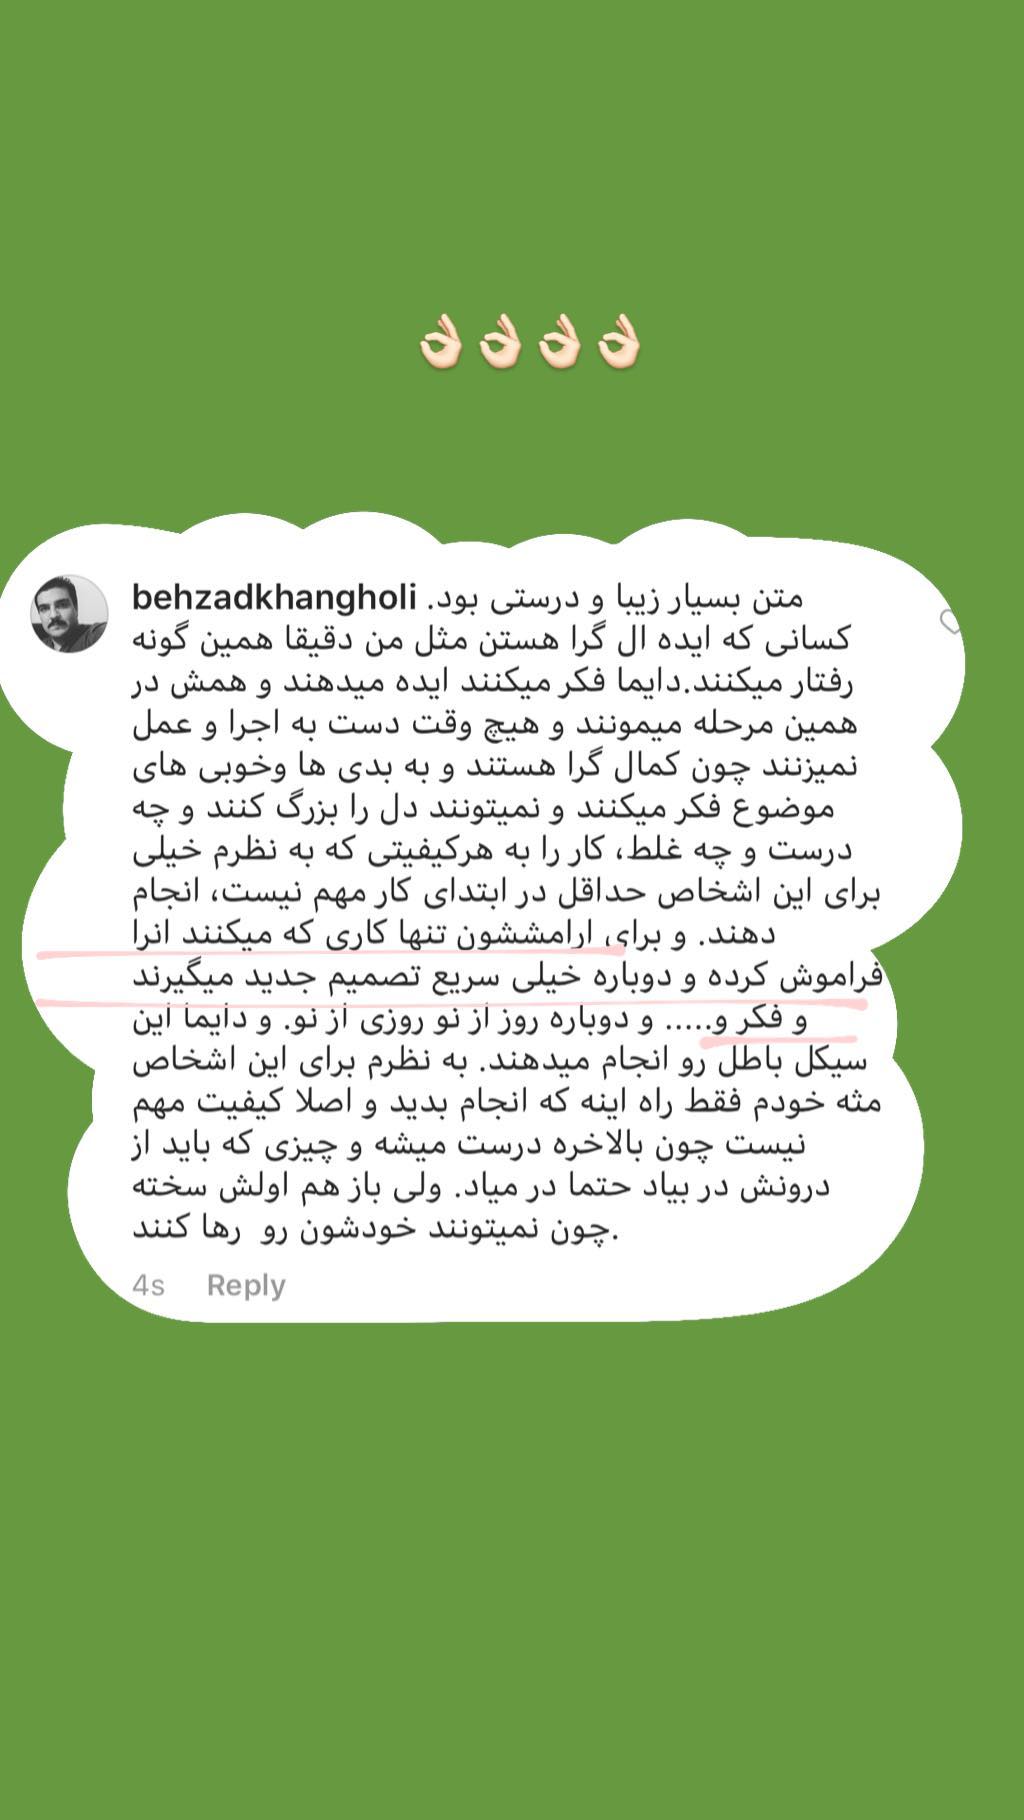 👌🏻👌🏻👌🏻👌🏻
behzadkhangholi متن بسیار زیبا و درستی بود.
کسانی که ایده ال گرا هستن مثل من دقیقا همین گونه
رفتار میکنند.دایما فکر میکنند ایده میدهند و همش در
همین مرحله میمونند و هیچ وقت دست به اجرا و عمل
نمیزنند چون کمال گرا هستند و به بدی ها وخوبی های
موضوع فکر میکنند و نمیتونند دل را بزرگ کنند و چه
درست و چه غلط، کار را به هرکیفیتی که به نظرم خیلی
برای این اشخاص حداقل در ابتدای کار مهم نیست، انجام
دهند. و برای ارامششون تنها کاری که میکنند انرا
فراموش کرده و دوباره خیلی سریع تصمیم جدید میگیرند
و فکر و..... و دوباره روز از نو روزی از نو. و دایما این
سیکل باطل رو انجام میدهند. به نظرم برای این اشخاص
مثه خودم فقط راه اینه که انجام بدید و اصلا کیفیت مهم
نیست چون بالاخره درست میشه و چیزی که باید از
درونش در بیاد حتما در میاد. ولی باز هم اولش سخته
چون نمیتونند خودشون رو  رها کنند.
4s Reply